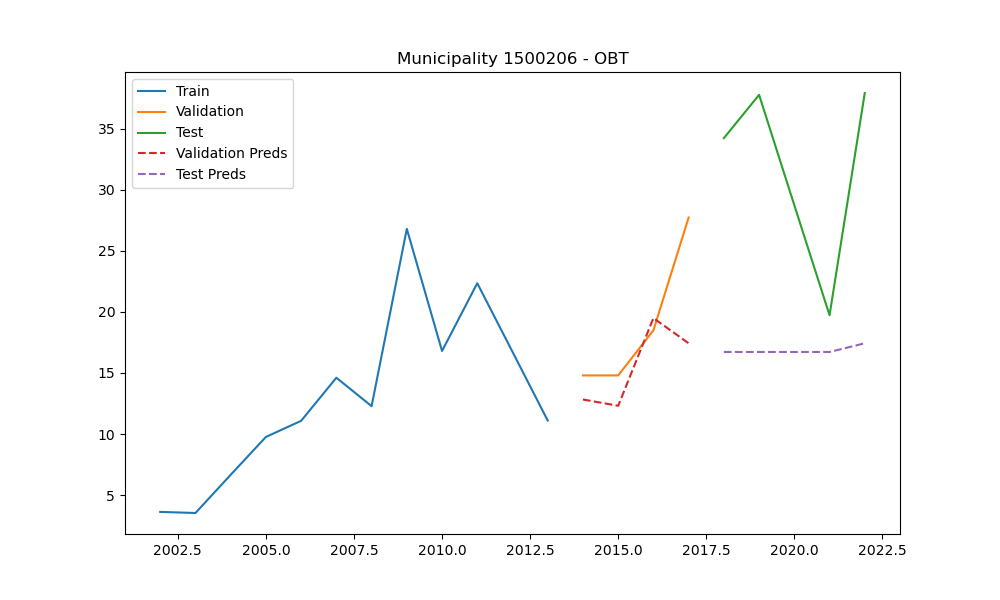 Municipality 1500206 - OBT
Train
Validation
Test
Validation Preds
Test Preds
35
30
25
20
15
10
5
2002.5 2005.0 2007.5 2010.0 2012.5 2015.0 2017.5 2020.0 2022.5